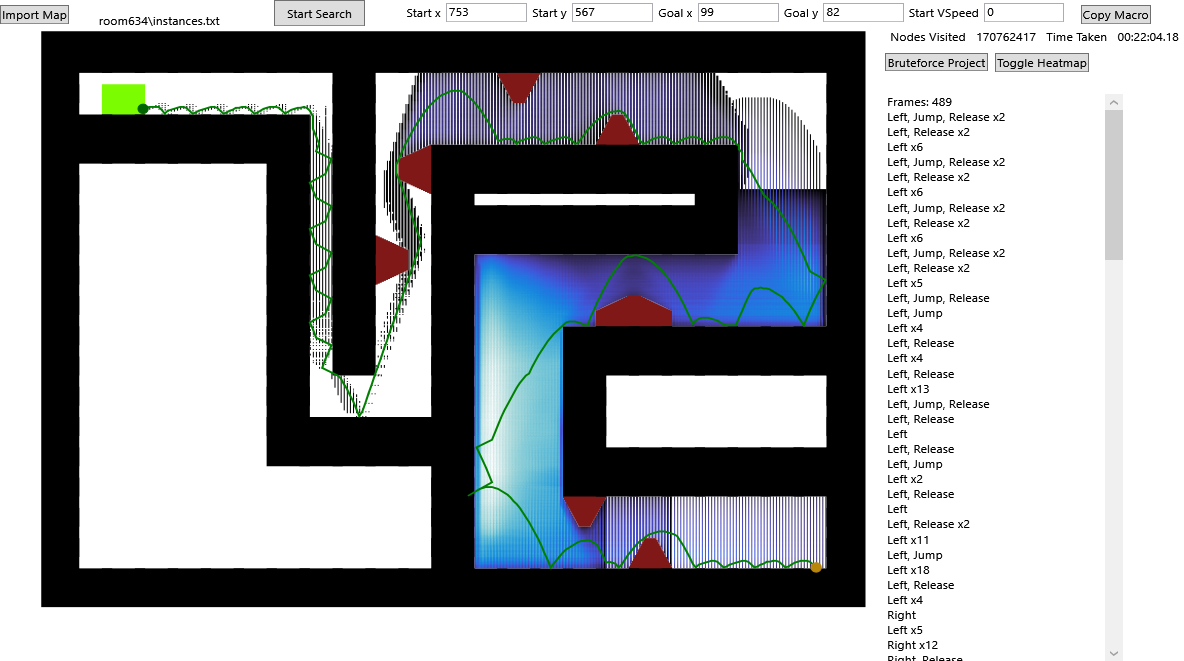 Import Map
room634\instances.txt
Start Search
Start x 753 Start y 567 Goal x 99 Goal y 82 Start VSpeed 0
Copy Macro
Nodes Visited 170762417 Time Taken 00:22:04.18
Bruteforce Project Toggle Heatmap
Frames: 489
Left, Jump, Release x2
Left, Release x2
Left x6
Left, Jump, Release x2
Left, Release x2
Left x6
Left, Jump, Release x2
Left, Release x2
Left x6
Left, Jump, Release x2
Left, Release x2
Left x5
Left, Jump, Release
Left, Jump
Left x4
Left, Release
Left x4
Left, Release
Left x13
Left, Jump, Release
Left, Release
Left
Left, Release
Left, Jump
Left x2
Left, Release
Left
Left, Release x2
Left x11
Left, Jump
Left x18
Left, Release
Left x4
Right
Left x5
Right x12
Right, Release